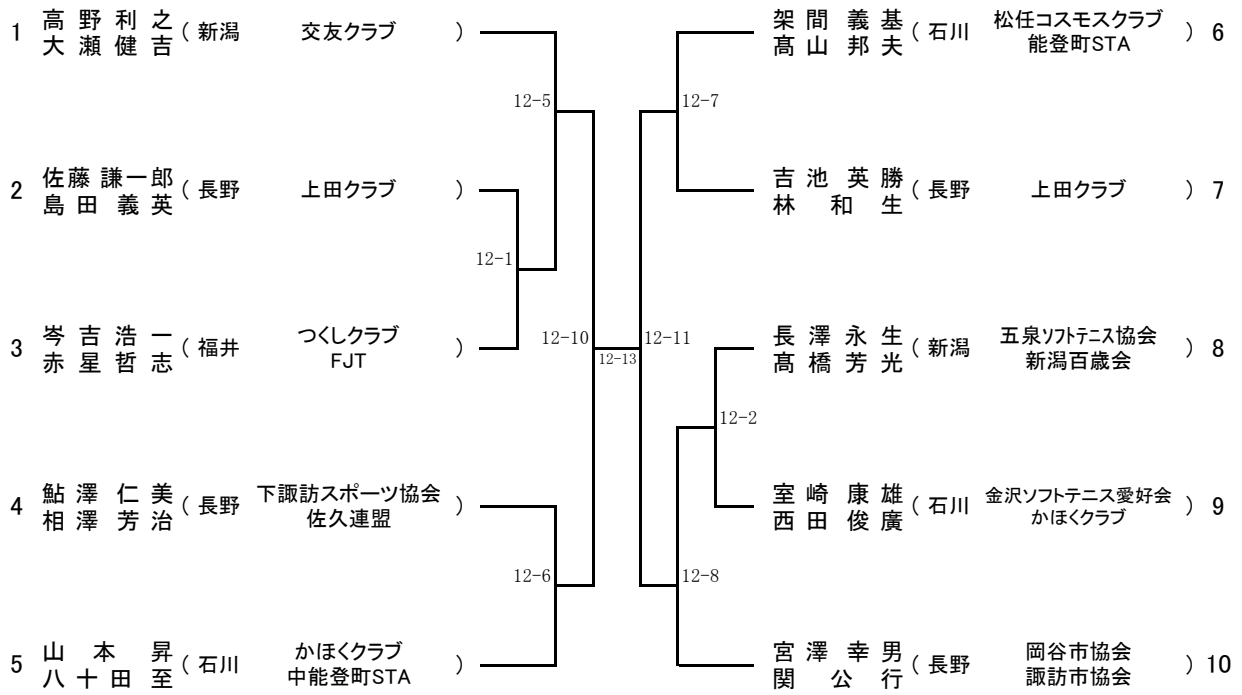 1 高野利之 ( 新潟 交友クラブ )
大瀬健吉
12-5
2 佐藤謙一郎 ( 長野 上田クラブ )
島田義英
12-1
3 岑吉浩一 ( 福井 つくしクラブ )
赤星哲志 FJT
12-10
4 鮎澤仁美 ( 長野 下諏訪スポーツ協会 )
相澤芳治 佐久連盟
12-6
5 山本昇 ( 石川 かほくクラブ )
八十田至 中能登町STA
12-13
架間義基 ( 石川 松任コスモスクラブ ) 6
髙山邦夫 能登町STA
12-7
吉池英勝 ( 長野 上田クラブ ) 7
林和生
12-11
長澤永生 ( 新潟 五泉ソフトテニス協会 ) 8
髙橋芳光 新潟百歳会
12-2
室崎康雄 ( 石川 金沢ソフトテニス愛好会 ) 9
西田俊廣 かほくクラブ
12-8
宮澤幸男 ( 長野 岡谷市協会 ) 10
関公行 諏訪市協会